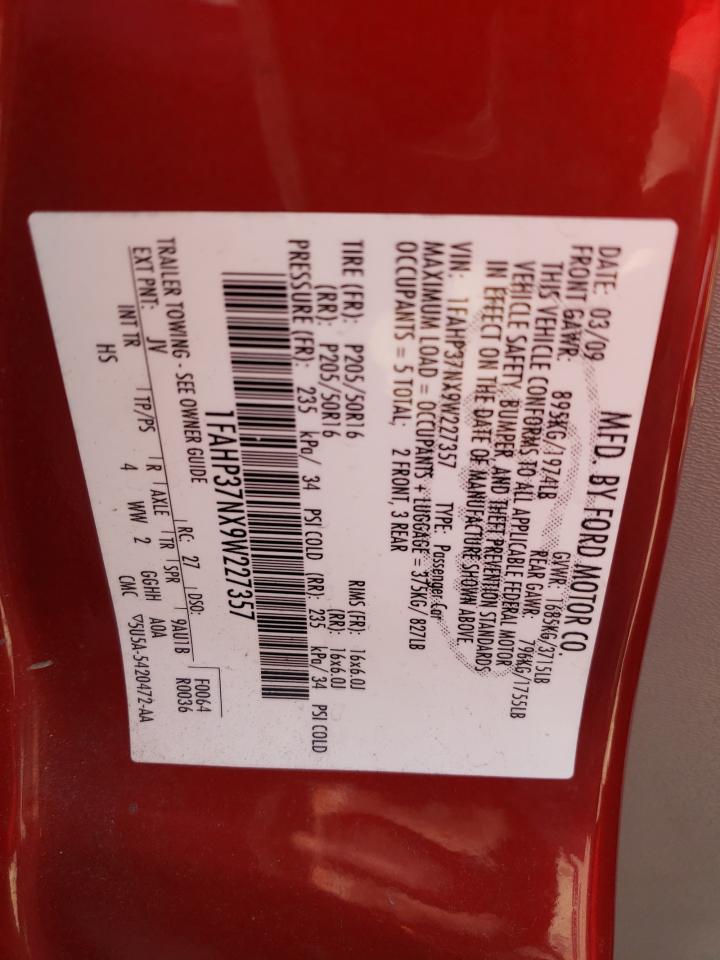 MFD. BY FORD MOTOR CO.
DATE: 03/09 GVWR: 1685KG/3715LB
FRONT GAWR: 895KG/1974LB REAR GAWR: 796KG/1755LB
THIS VEHICLE CONFORMS TO ALL APPLICABLE FEDERAL MOTOR
VEHICLE SAFETY, BUMPER, AND THEFT PREVENTION STANDARDS
IN EFFECT ON THE DATE OF MANUFACTURE SHOWN ABOVE.
VIN: 1FAHP37NX9W227357 TYPE: Passenger Car
MAXIMUM LOAD = OCCUPANTS + LUGGAGE = 375KG/ 827LB
OCCUPANTS = 5 TOTAL; 2 FRONT, 3 REAR
TIRE (FR): P205/50R16 RIMS (FR): 16x6.0J
(RR): P205/50R16 (RR): 16x6.0J
PRESSURE (FR): 235 kPa/ 34 PSI COLD (RR): 235 kPa/ 34 PSI COLD
1FAHP37NX9W227357
F0064
R0036
TRAILER TOWING - SEE OWNER GUIDE RC: 27 DSO:
EXT PNT: JV 9AU1B
INT TR TP/PS R AXLE TR SPR
HS 4 WW 2 GGHH A0A
CMC 5U5A-5420472-AA